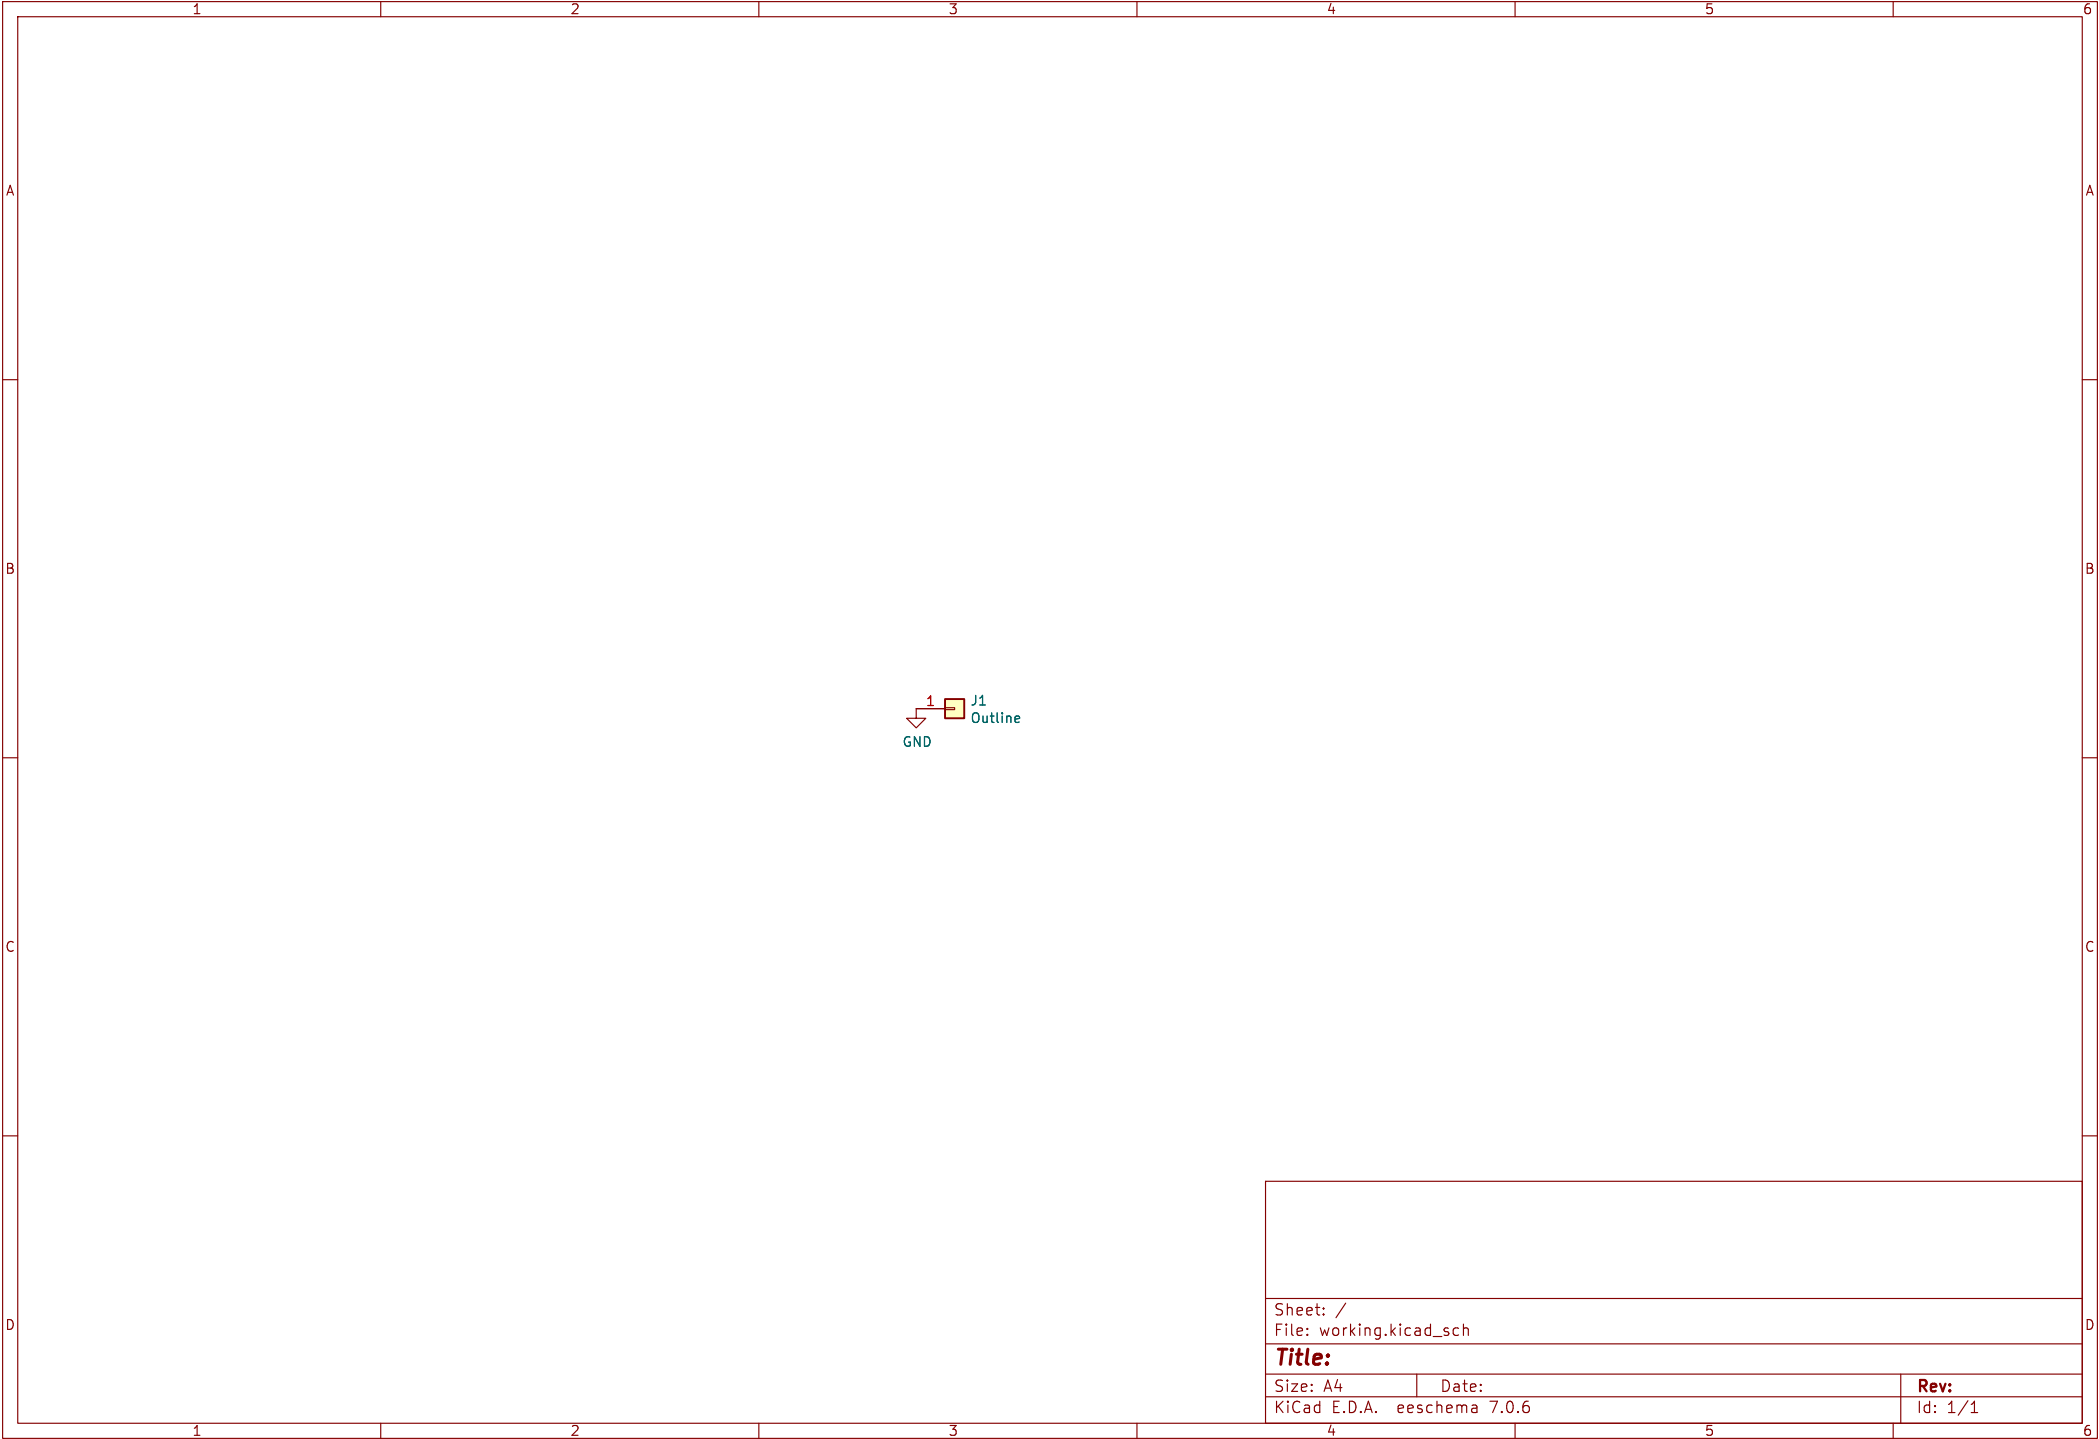 1 2 3 4 5 6
A A
B B
1 J1
Outline
GND
C C
Sheet: /
File: working.kicad_sch
D D
Title:
Size: A4 Date: Rev:
KiCad E.D.A. eeschema 7.0.6 Id: 1/1
1 2 3 4 5 6